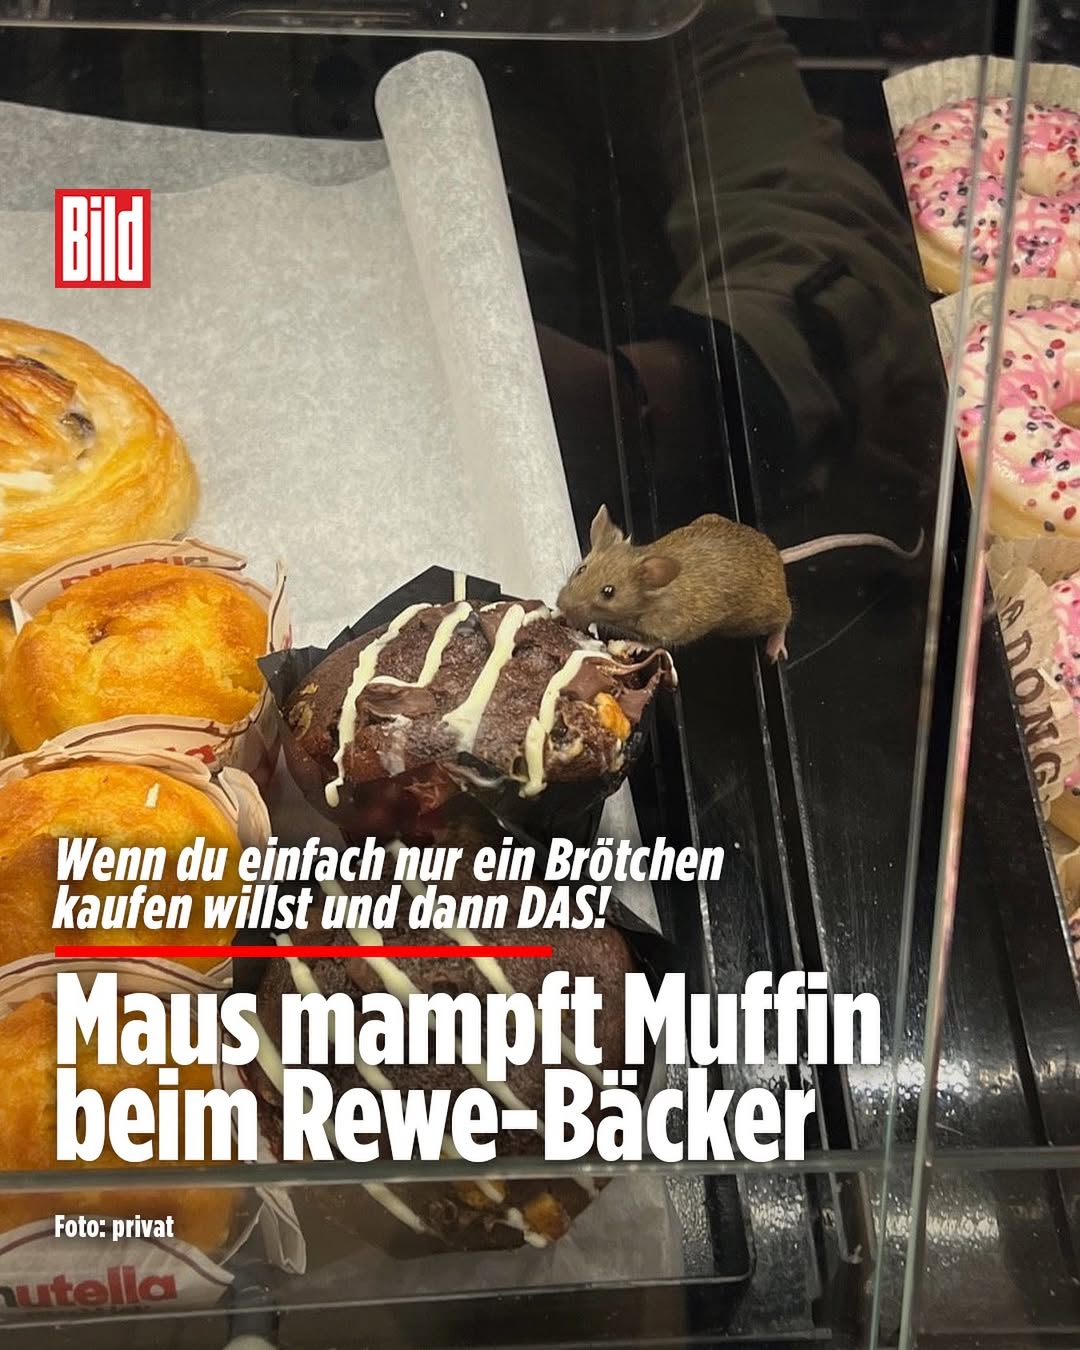 Bild
Wenn du einfach nur ein Brötchen
kaufen willst und dann DAS!
Maus mampft Muffin
beim Rewe-Bäcker
Foto: privat
nutella